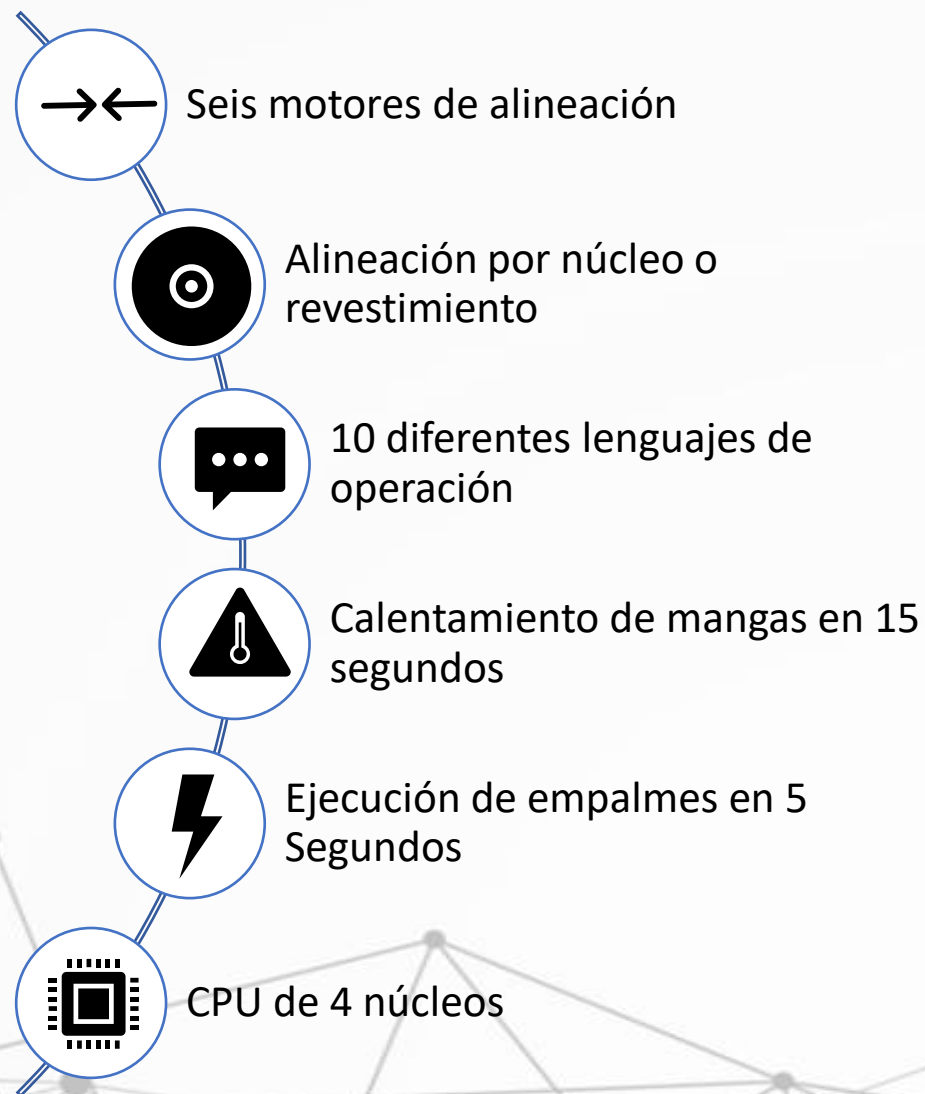 Seis motores de alineación
Alineación por núcleo o
revestimiento
10 diferentes lenguajes de
operación
Calentamiento de mangas en 15
segundos
Ejecución de empalmes en 5
Segundos
CPU de 4 núcleos